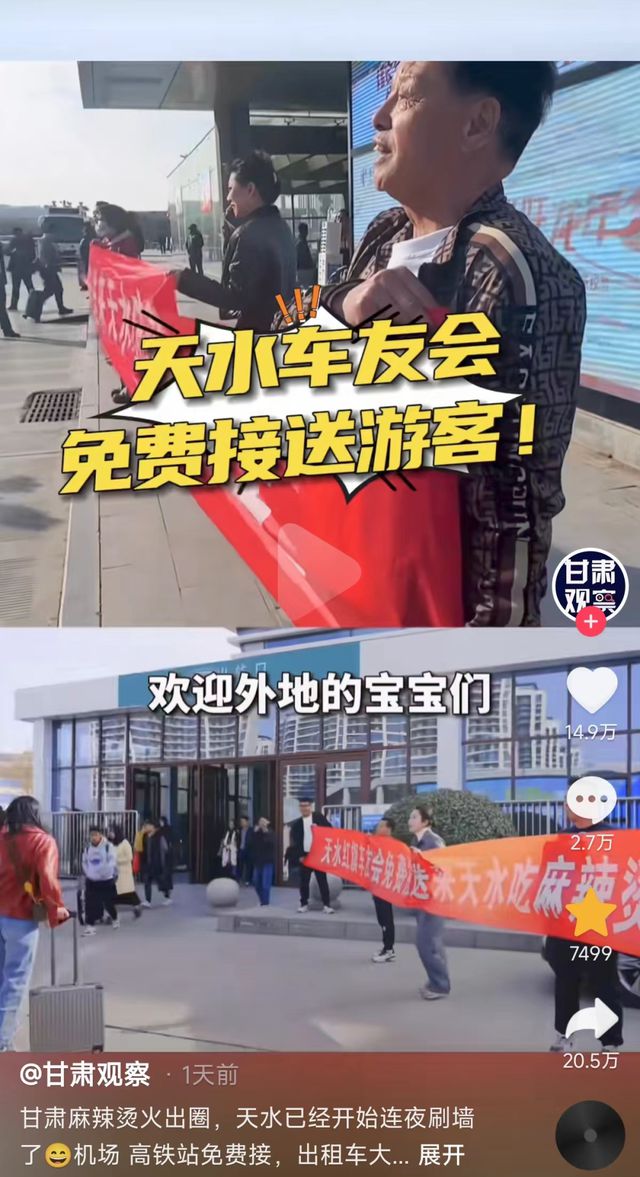 天水车友会
免费接送游客！
甘肃
观察
欢迎外地的宝宝们
14.9万
2.7万
天水红旗车友会免费接送
来天水吃麻辣烫
7499
20.5万
@甘肃观察 · 1天前
甘肃麻辣烫火出圈，天水已经开始连夜刷墙
了😄机场 高铁站免费接，出租车大... 展开